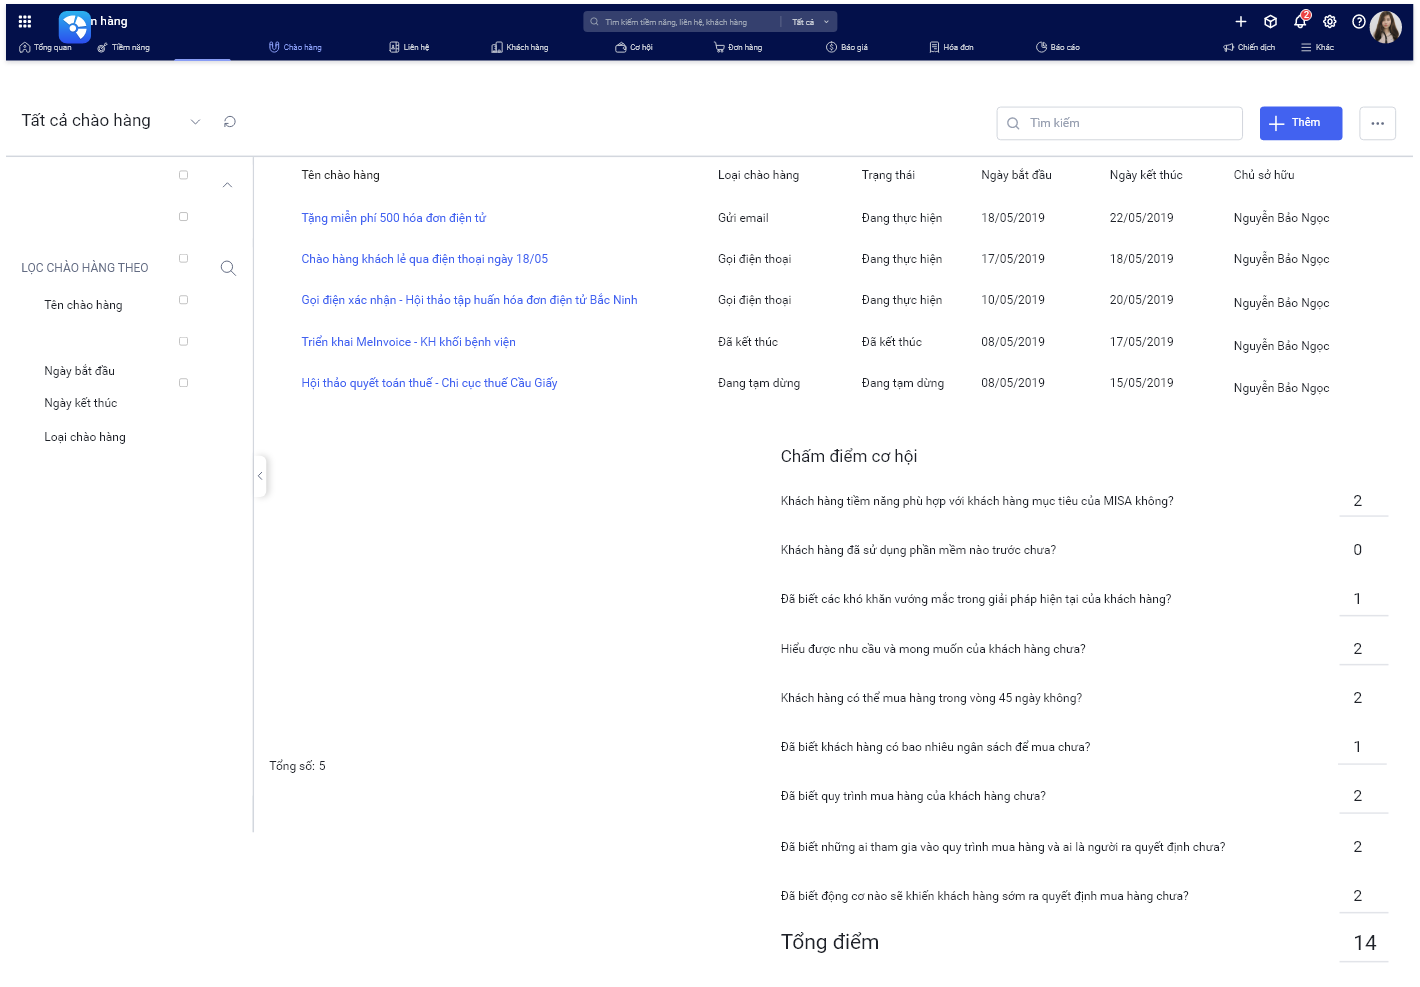 n hàng
Tìm kiếm tiềm năng, liên hệ, khách hàng
Tất cả
2
Tổng quan
Tiềm năng
Chào hàng
Liên hệ
Khách hàng
Cơ hội
Đơn hàng
Báo giá
Hóa đơn
Báo cáo
Chiến dịch
Khác
Tất cả chào hàng
Tìm kiếm
Thêm
LỌC CHÀO HÀNG THEO
Tên chào hàng
Ngày bắt đầu
Ngày kết thúc
Loại chào hàng
Tên chào hàng Loại chào hàng Trạng thái Ngày bắt đầu Ngày kết thúc Chủ sở hữu
Tặng miễn phí 500 hóa đơn điện tử Gửi email Đang thực hiện 18/05/2019 22/05/2019 Nguyễn Bảo Ngọc
Chào hàng khách lẻ qua điện thoại ngày 18/05 Gọi điện thoại Đang thực hiện 17/05/2019 18/05/2019 Nguyễn Bảo Ngọc
Gọi điện xác nhận - Hội thảo tập huấn hóa đơn điện tử Bắc Ninh Gọi điện thoại Đang thực hiện 10/05/2019 20/05/2019 Nguyễn Bảo Ngọc
Triển khai MeInvoice - KH khối bệnh viện Đã kết thúc Đã kết thúc 08/05/2019 17/05/2019 Nguyễn Bảo Ngọc
Hội thảo quyết toán thuế - Chi cục thuế Cầu Giấy Đang tạm dừng Đang tạm dừng 08/05/2019 15/05/2019 Nguyễn Bảo Ngọc
Tổng số: 5
Chấm điểm cơ hội
Khách hàng tiềm năng phù hợp với khách hàng mục tiêu của MISA không? 2
Khách hàng đã sử dụng phần mềm nào trước chưa? 0
Đã biết các khó khăn vướng mắc trong giải pháp hiện tại của khách hàng? 1
Hiểu được nhu cầu và mong muốn của khách hàng chưa? 2
Khách hàng có thể mua hàng trong vòng 45 ngày không? 2
Đã biết khách hàng có bao nhiêu ngân sách để mua chưa? 1
Đã biết quy trình mua hàng của khách hàng chưa? 2
Đã biết những ai tham gia vào quy trình mua hàng và ai là người ra quyết định chưa? 2
Đã biết động cơ nào sẽ khiến khách hàng sớm ra quyết định mua hàng chưa? 2
Tổng điểm 14